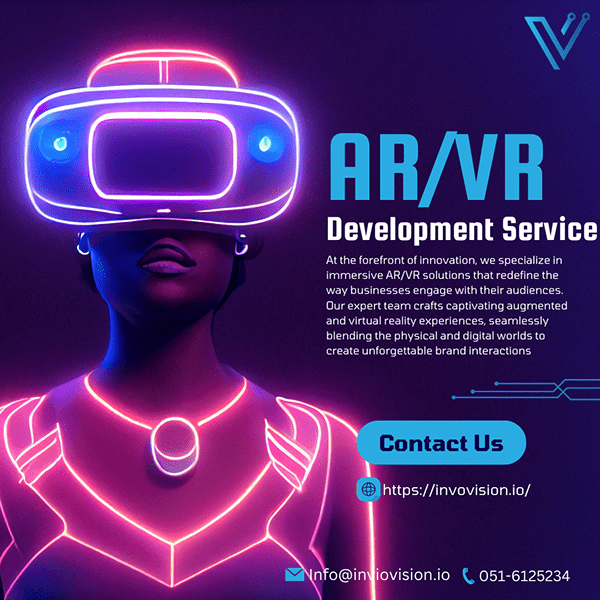 AR/VR
Development Service
At the forefront of innovation, we specialize in
immersive AR/VR solutions that redefine the
way businesses engage with their audiences.
Our expert team crafts captivating augmented
and virtual reality experiences, seamlessly
blending the physical and digital worlds to
create unforgettable brand interactions
Contact Us
https://invovision.io/
Info@inviovision.io
051-6125234